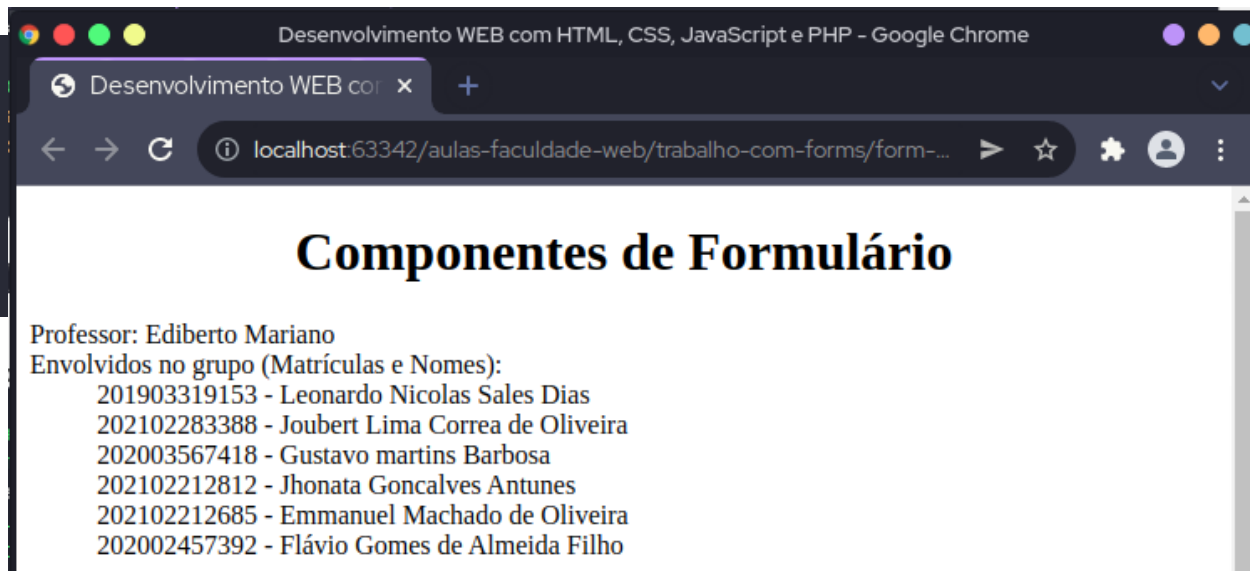 Desenvolvimento WEB com HTML, CSS, JavaScript e PHP - Google Chrome
Desenvolvimento WEB cor
localhost:63342/aulas-faculdade-web/trabalho-com-forms/form-...
Componentes de Formulário
Professor: Ediberto Mariano
Envolvidos no grupo (Matrículas e Nomes):
201903319153 - Leonardo Nicolas Sales Dias
202102283388 - Joubert Lima Correa de Oliveira
202003567418 - Gustavo martins Barbosa
202102212812 - Jhonata Goncalves Antunes
202102212685 - Emmanuel Machado de Oliveira
202002457392 - Flávio Gomes de Almeida Filho